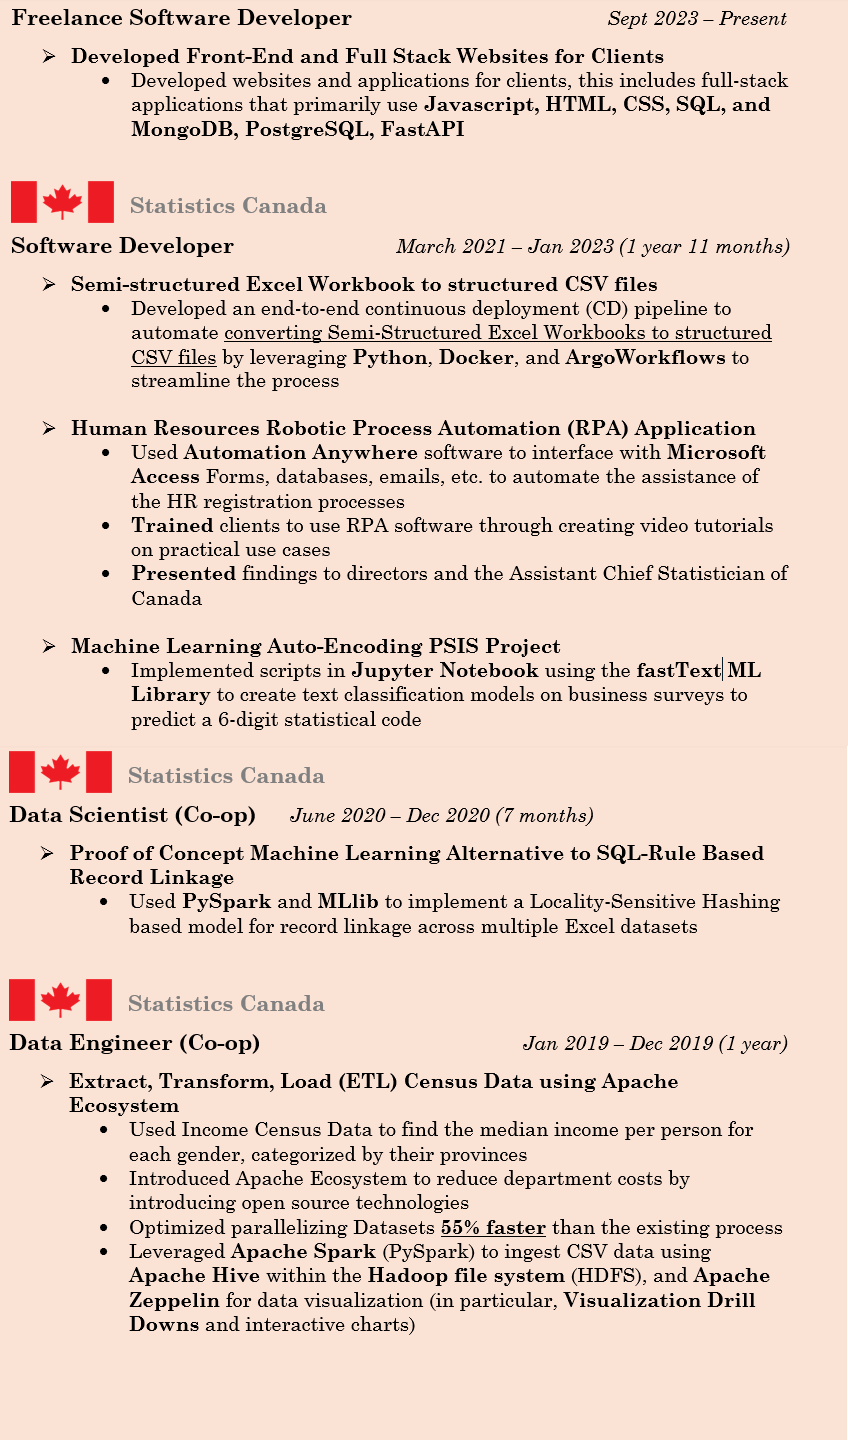 Freelance Software Developer Sept 2023 – Present
➢ Developed Front-End and Full Stack Websites for Clients
• Developed websites and applications for clients, this includes full-stack
applications that primarily use Javascript, HTML, CSS, SQL, and
MongoDB, PostgreSQL, FastAPI
Statistics Canada
Software Developer March 2021 – Jan 2023 (1 year 11 months)
➢ Semi-structured Excel Workbook to structured CSV files
• Developed an end-to-end continuous deployment (CD) pipeline to
automate converting Semi-Structured Excel Workbooks to structured
CSV files by leveraging Python, Docker, and ArgoWorkflows to
streamline the process
➢ Human Resources Robotic Process Automation (RPA) Application
• Used Automation Anywhere software to interface with Microsoft
Access Forms, databases, emails, etc. to automate the assistance of
the HR registration processes
• Trained clients to use RPA software through creating video tutorials
on practical use cases
• Presented findings to directors and the Assistant Chief Statistician of
Canada
➢ Machine Learning Auto-Encoding PSIS Project
• Implemented scripts in Jupyter Notebook using the fastText ML
Library to create text classification models on business surveys to
predict a 6-digit statistical code
Statistics Canada
Data Scientist (Co-op) June 2020 – Dec 2020 (7 months)
➢ Proof of Concept Machine Learning Alternative to SQL-Rule Based
Record Linkage
• Used PySpark and MLlib to implement a Locality-Sensitive Hashing
based model for record linkage across multiple Excel datasets
Statistics Canada
Data Engineer (Co-op) Jan 2019 – Dec 2019 (1 year)
➢ Extract, Transform, Load (ETL) Census Data using Apache
Ecosystem
• Used Income Census Data to find the median income per person for
each gender, categorized by their provinces
• Introduced Apache Ecosystem to reduce department costs by
introducing open source technologies
• Optimized parallelizing Datasets 55% faster than the existing process
• Leveraged Apache Spark (PySpark) to ingest CSV data using
Apache Hive within the Hadoop file system (HDFS), and Apache
Zeppelin for data visualization (in particular, Visualization Drill
Downs and interactive charts)